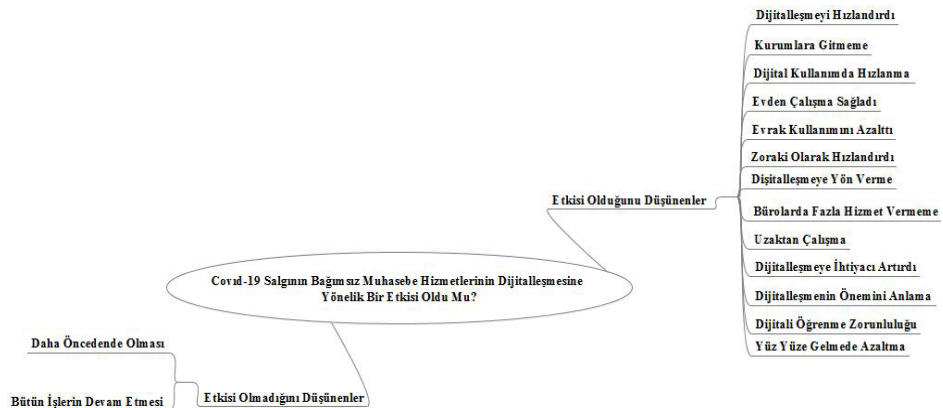 Dijitalleşmeyi Hızlandırdı
Kurumlara Gitmeme
Dijital Kullanımda Hızlanma
Evden Çalışma Sağladı
Evrak Kullanımını Azalttı
Zoraki Olarak Hızlandırdı
Dişitalleşmeye Yön Verme
Etkisi Olduğunu Düşünenler
Bürolarda Fazla Hizmet Vermeme
Uzaktan Çalışma
Dijitalleşmeye İhtiyacı Artırdı
Dijitalleşmenin Önemini Anlama
Dijitali Öğrenme Zorunluluğu
Yüz Yüze Gelmede Azaltma
Covıd-19 Salgının Bağımsız Muhasebe Hizmetlerinin Dijitalleşmesine
Yönelik Bir Etkisi Oldu Mu?
Daha Öncedende Olması
Etkisi Olmadığını Düşünenler
Bütün İşlerin Devam Etmesi